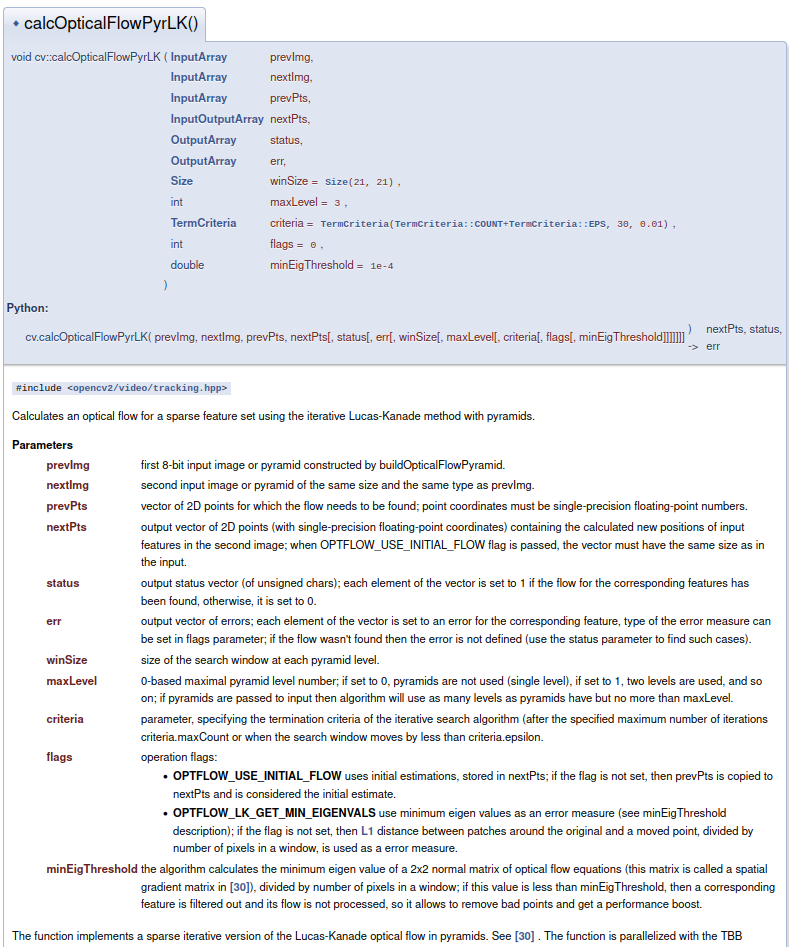 ◆ calcOpticalFlowPyrLK()
void cv::calcOpticalFlowPyrLK ( InputArray prevImg,
InputArray nextImg,
InputArray prevPts,
InputOutputArray nextPts,
OutputArray status,
OutputArray err,
Size winSize = Size(21, 21) ,
int maxLevel = 3 ,
TermCriteria criteria = TermCriteria(TermCriteria::COUNT+TermCriteria::EPS, 30, 0.01) ,
int flags = 0 ,
double minEigThreshold = 1e-4
)
Python:
cv.calcOpticalFlowPyrLK( prevImg, nextImg, prevPts, nextPts[, status[, err[, winSize[, maxLevel[, criteria[, flags[, minEigThreshold]]]]]]] ) -> nextPts, status, err
#include <opencv2/video/tracking.hpp>
Calculates an optical flow for a sparse feature set using the iterative Lucas-Kanade method with pyramids.
Parameters
prevImg first 8-bit input image or pyramid constructed by buildOpticalFlowPyramid.
nextImg second input image or pyramid of the same size and the same type as prevImg.
prevPts vector of 2D points for which the flow needs to be found; point coordinates must be single-precision floating-point numbers.
nextPts output vector of 2D points (with single-precision floating-point coordinates) containing the calculated new positions of input
features in the second image; when OPTFLOW_USE_INITIAL_FLOW flag is passed, the vector must have the same size as in
the input.
status output status vector (of unsigned chars); each element of the vector is set to 1 if the flow for the corresponding features has
been found, otherwise, it is set to 0.
err output vector of errors; each element of the vector is set to an error for the corresponding feature, type of the error measure can
be set in flags parameter; if the flow wasn't found then the error is not defined (use the status parameter to find such cases).
winSize size of the search window at each pyramid level.
maxLevel 0-based maximal pyramid level number; if set to 0, pyramids are not used (single level), if set to 1, two levels are used, and so
on; if pyramids are passed to input then algorithm will use as many levels as pyramids have but no more than maxLevel.
criteria parameter, specifying the termination criteria of the iterative search algorithm (after the specified maximum number of iterations
criteria.maxCount or when the search window moves by less than criteria.epsilon.
flags operation flags:
• OPTFLOW_USE_INITIAL_FLOW uses initial estimations, stored in nextPts; if the flag is not set, then prevPts is copied to
nextPts and is considered the initial estimate.
• OPTFLOW_LK_GET_MIN_EIGENVALS use minimum eigen values as an error measure (see minEigThreshold
description); if the flag is not set, then L1 distance between patches around the original and a moved point, divided by
number of pixels in a window, is used as a error measure.
minEigThreshold the algorithm calculates the minimum eigen value of a 2x2 normal matrix of optical flow equations (this matrix is called a spatial
gradient matrix in [30]), divided by number of pixels in a window; if this value is less than minEigThreshold, then a corresponding
feature is filtered out and its flow is not processed, so it allows to remove bad points and get a performance boost.
The function implements a sparse iterative version of the Lucas-Kanade optical flow in pyramids. See [30] . The function is parallelized with the TBB